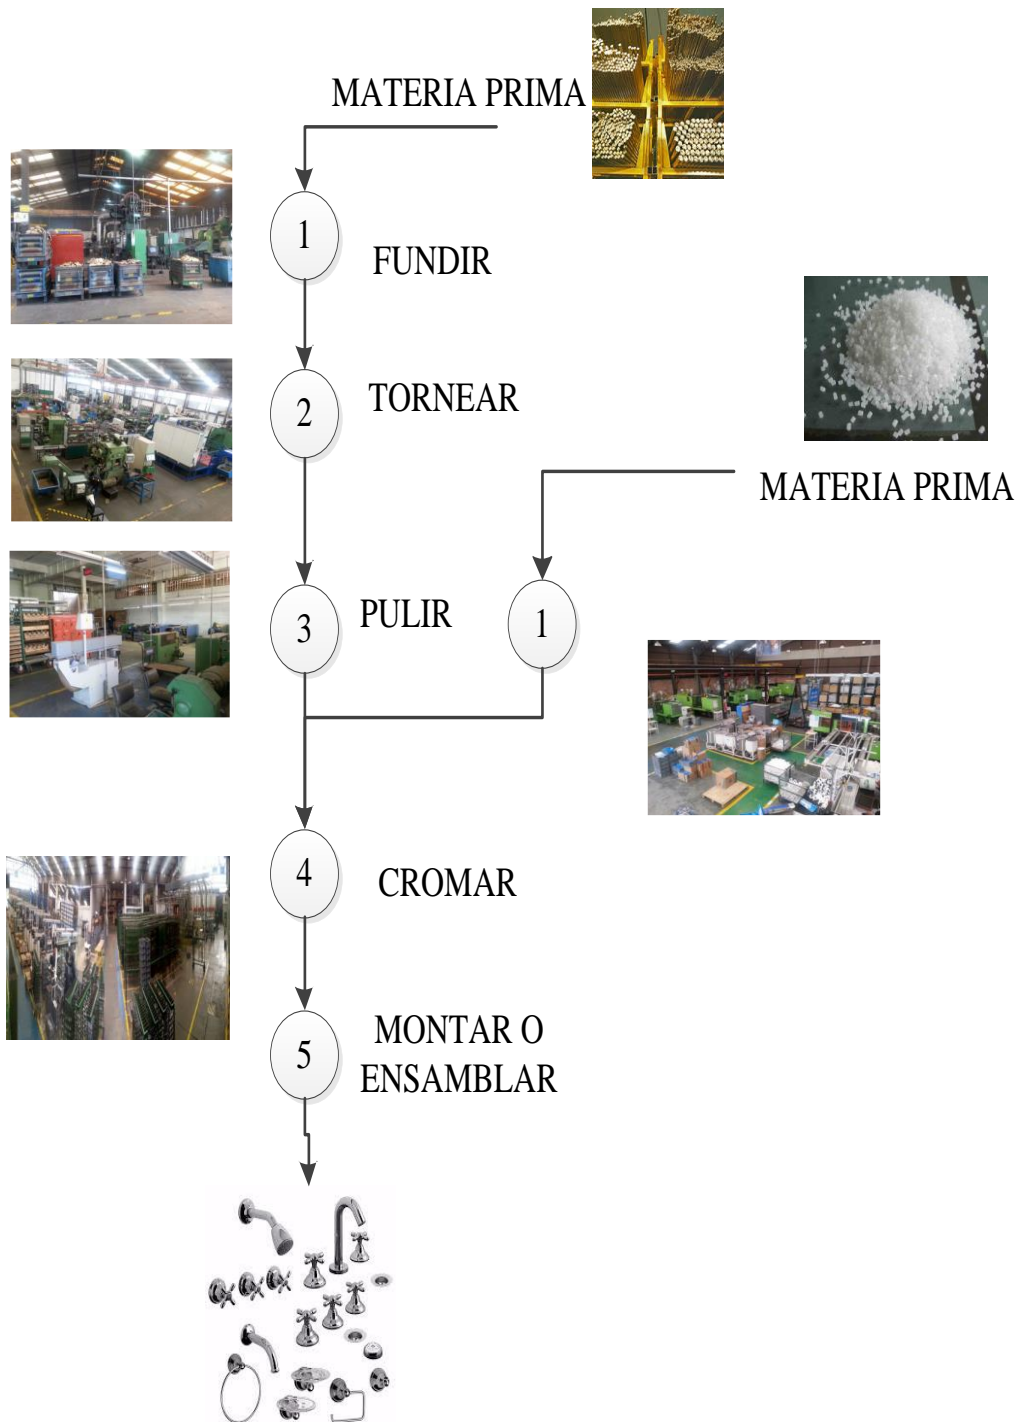 MATERIA PRIMA
1
FUNDIR
2
TORNEAR
MATERIA PRIMA
3
PULIR
1
4
CROMAR
5
MONTAR O
ENSAMBLAR